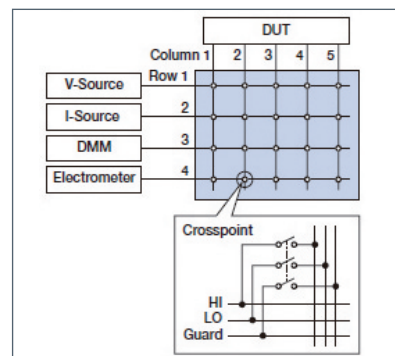 DUT
Column 1 2 3 4 5
Row 1
V-Source
2
I-Source
3
DMM
4
Electrometer
Crosspoint
HI
LO
Guard